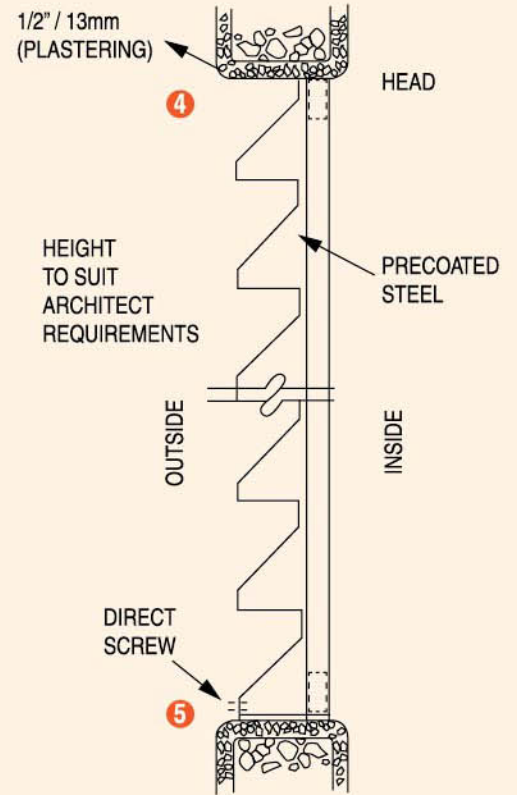 1/2” / 13mm
(PLASTERING)
HEAD
4
HEIGHT
TO SUIT
ARCHITECT
REQUIREMENTS
PRECOATED
STEEL
OUTSIDE
INSIDE
DIRECT
SCREW
5